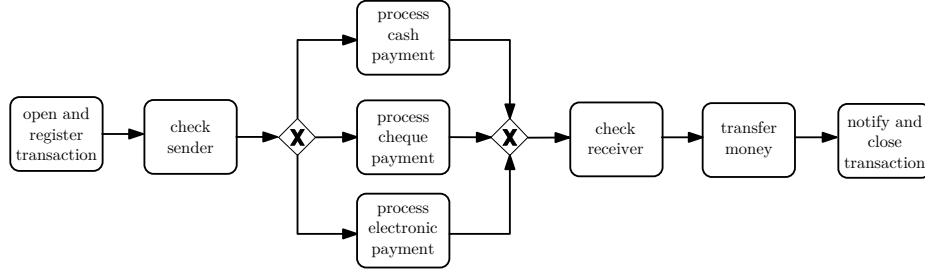 open and
register
transaction
check
sender
X
process
cash
payment
process
cheque
payment
process
electronic
payment
X
check
receiver
transfer
money
notify and
close
transaction